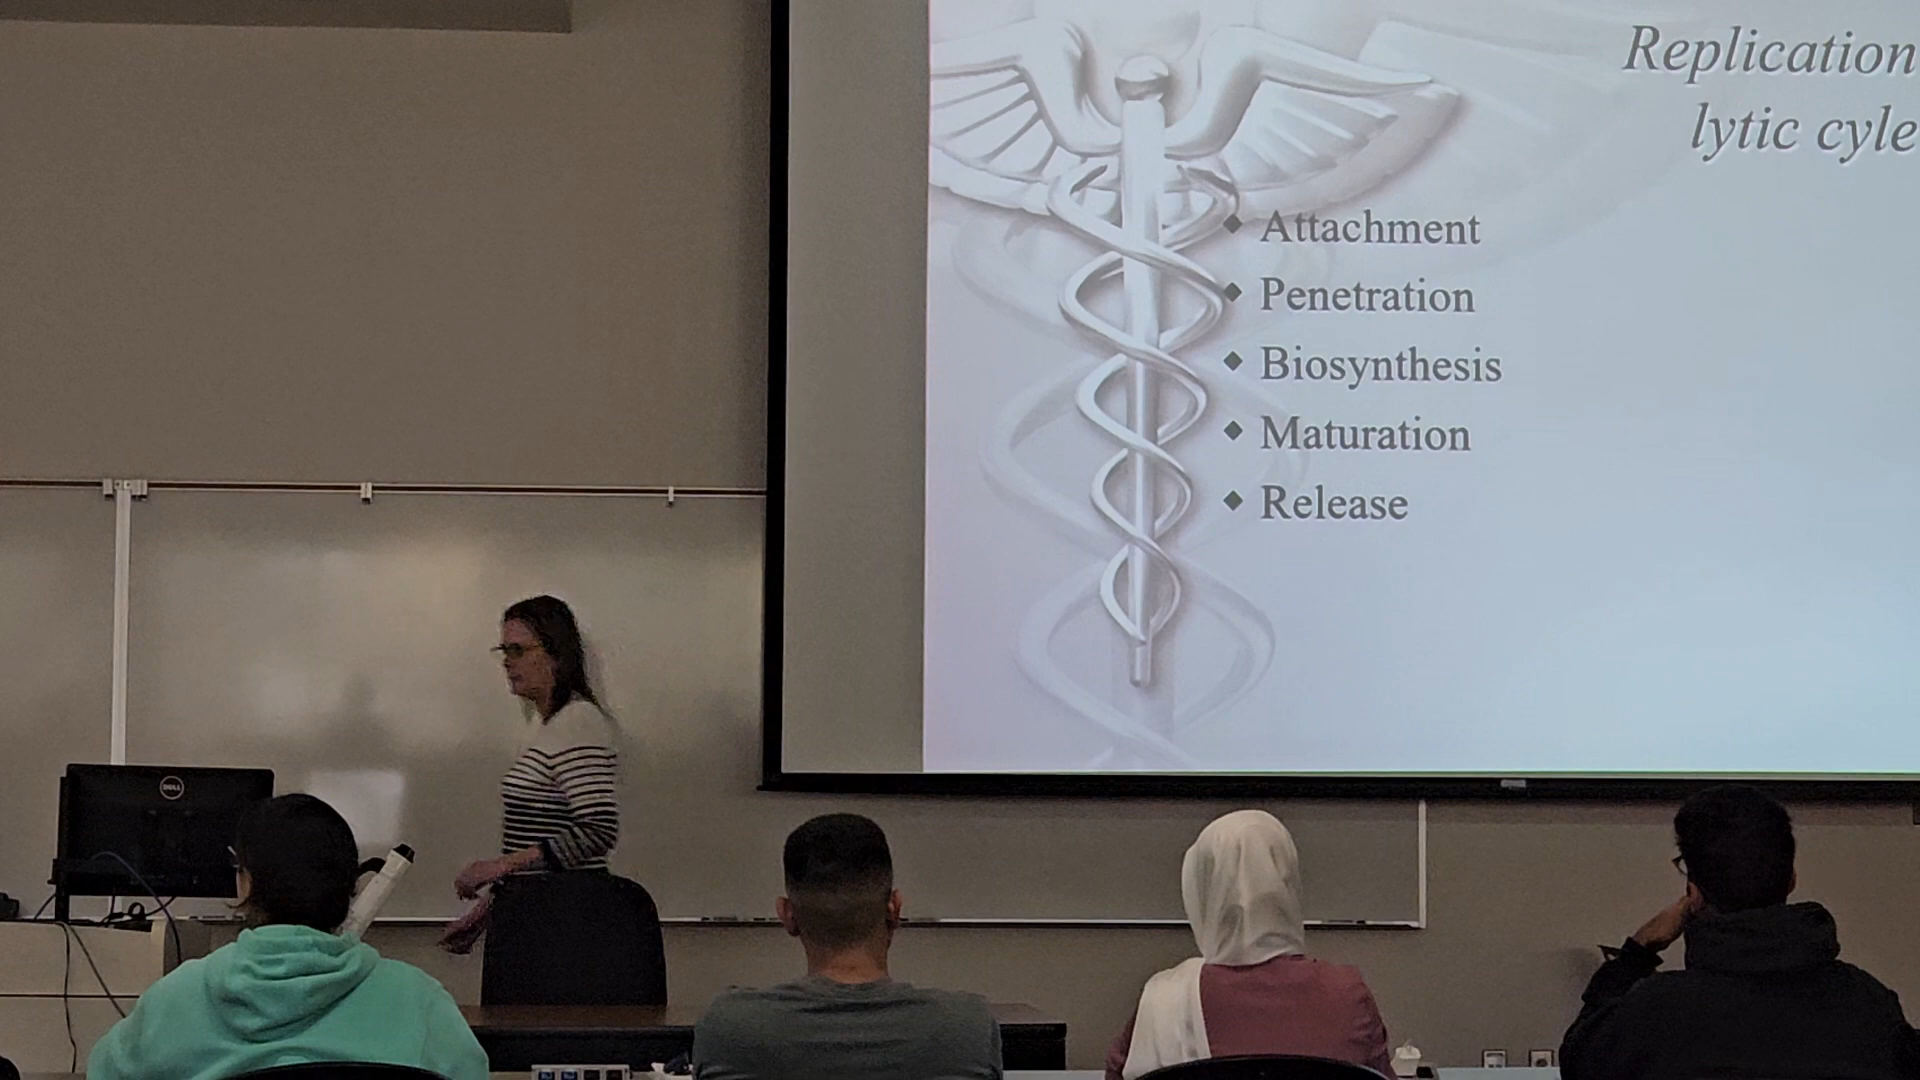 Replication
lytic cyle
Attachment
Penetration
Biosynthesis
Maturation
Release
DELL